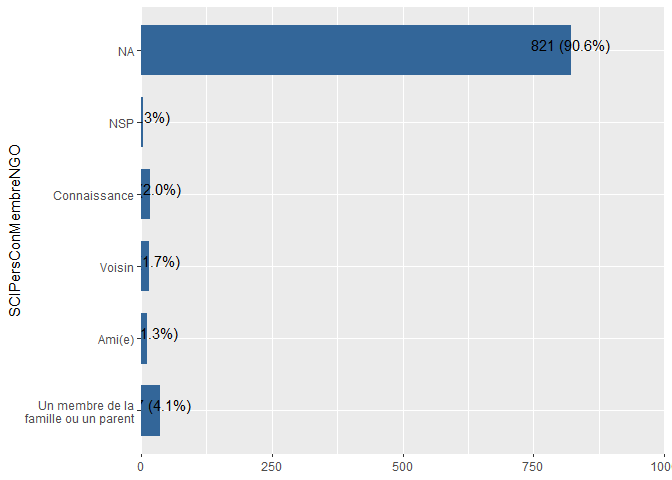 SCIPersConMembreNGO
NA
821 (90.6%)
NSP
3%)
Connaissance
(2.0%)
Voisin
1.7%)
Ami(e)
1.3%)
Un membre de la
famille ou un parent
(4.1%)
0
250
500
750
100